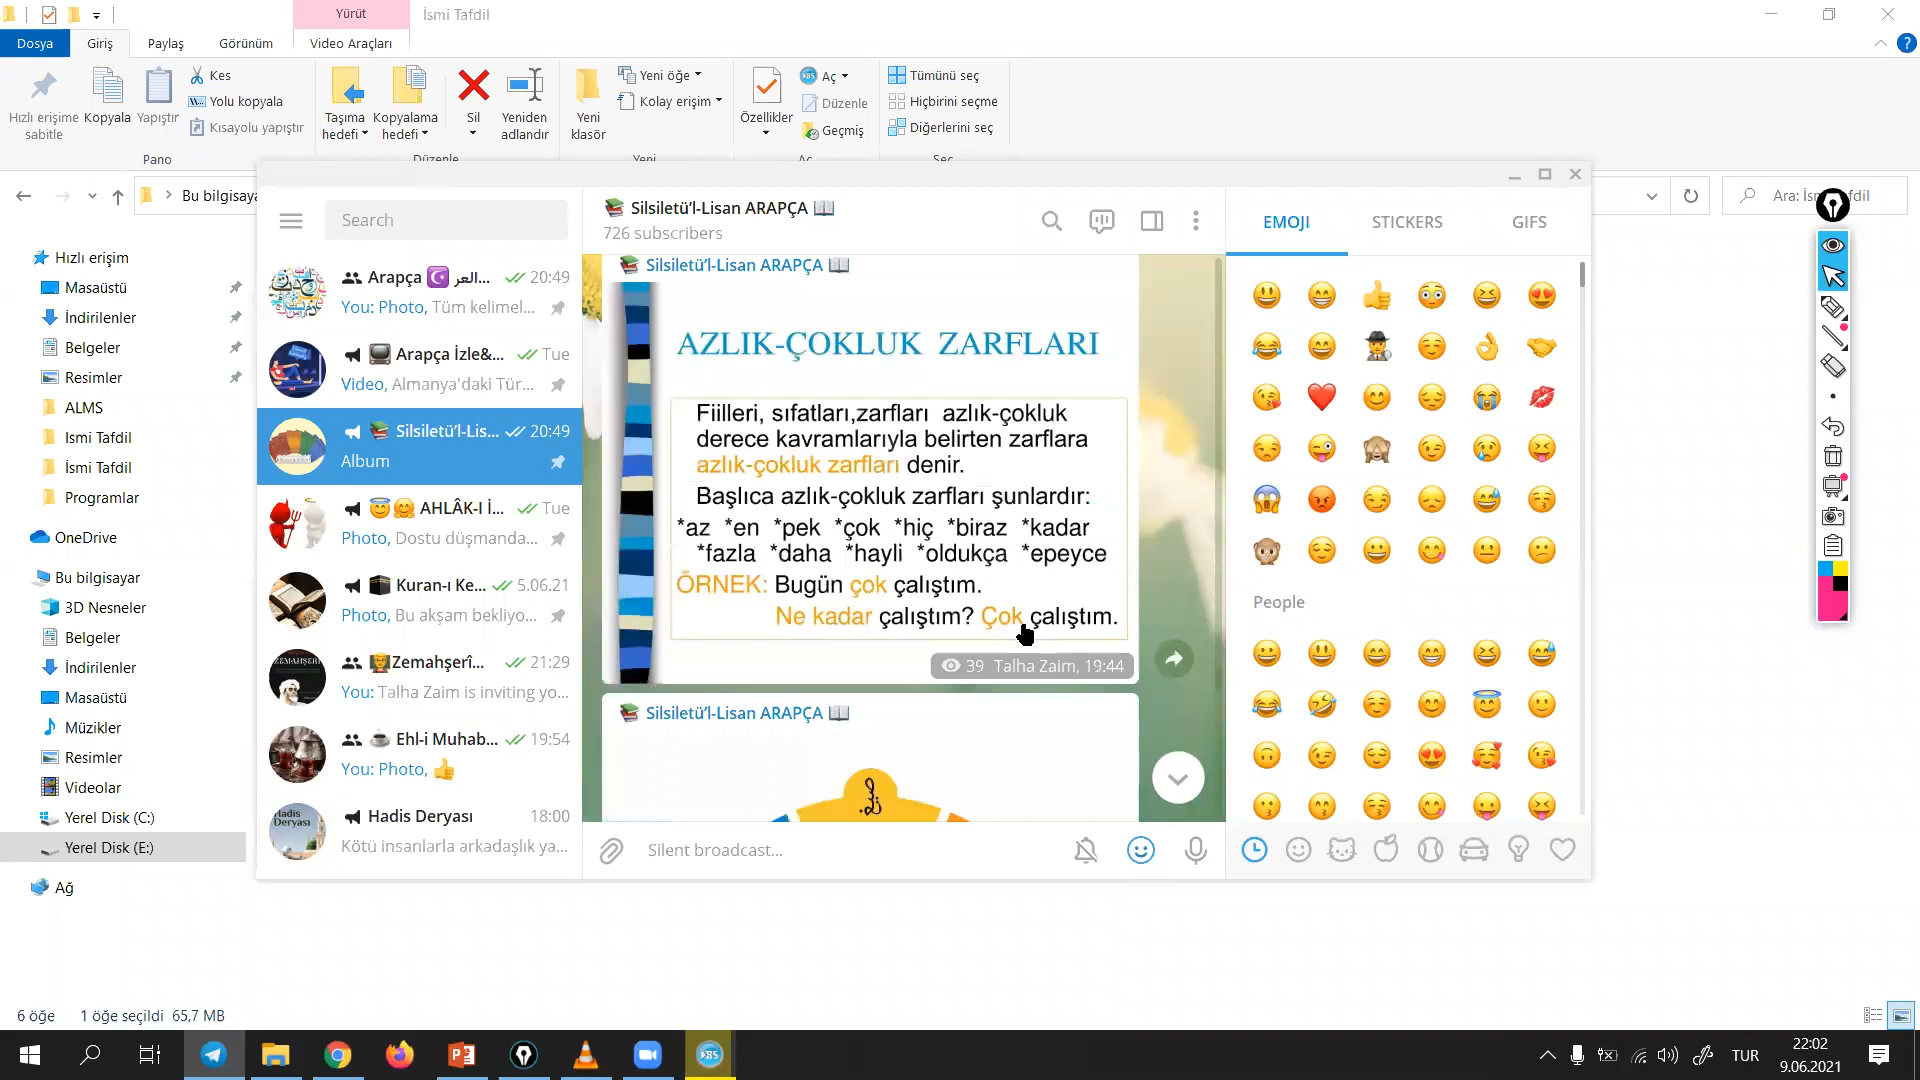 Yürüt
İsmi Tafdil
Dosya
Giriş
Paylaş
Görünüm
Video Araçları
Hızlı erişime
sabitle
Kopyala
Yapıştır
Kes
Yolu kopyala
Kısayolu yapıştır
Pano
Taşıma
hedefi
Kopyalama
hedefi
Sil
Yeniden
adlandır
Düzenle
Yeni
klasör
Yeni öğe
Kolay erişim
Yeni
Özellikler
Aç
Düzenle
Geçmiş
Aç
Tümünü seç
Hiçbirini seçme
Diğerlerini seç
Seç
Bu bilgisaya
Ara: İsmi Tafdil
Hızlı erişim
Masaüstü
İndirilenler
Belgeler
Resimler
ALMS
Ismi Tafdil
İsmi Tafdil
Programlar
OneDrive
Bu bilgisayar
3D Nesneler
Belgeler
İndirilenler
Masaüstü
Müzikler
Resimler
Videolar
Yerel Disk (C:)
Yerel Disk (E:)
Ağ
6 öğe 1 öğe seçildi 65,7 MB
Search
Arapça العر... 20:49
You: Photo, Tüm kelimel...
Arapça İzle&... Tue
Video, Almanya'daki Tür...
Silsiletü'l-Lis... 20:49
Album
AHLÂK-I İ... Tue
Photo, Dostu düşmanda...
Kuran-ı Ke... 5.06.21
Photo, Bu akşam bekliyo...
Zemahşerî... 21:29
You: Talha Zaim is inviting yo...
ZEMAHŞERİ
Ehl-i Muhab... 19:54
You: Photo,
Hadis Deryası 18:00
Kötü insanlarla arkadaşlık ya...
Hadis
Deryası
Silsiletü'l-Lisan ARAPÇA
726 subscribers
Silsiletü'l-Lisan ARAPÇA
AZLIK-ÇOKLUK ZARFLARI
Fiilleri, sıfatları,zarfları azlık-çokluk
derece kavramlarıyla belirten zarflara
azlık-çokluk zarfları denir.
Başlıca azlık-çokluk zarfları şunlardır:
*az *en *pek *çok *hiç *biraz *kadar
*fazla *daha *hayli *oldukça *epeyce
ÖRNEK: Bugün çok çalıştım.
Ne kadar çalıştım? Çok çalıştım.
39 Talha Zaim, 19:44
Silsiletü'l-Lisan ARAPÇA
Silent broadcast...
EMOJI
STICKERS
GIFS
People
TUR
22:02
9.06.2021